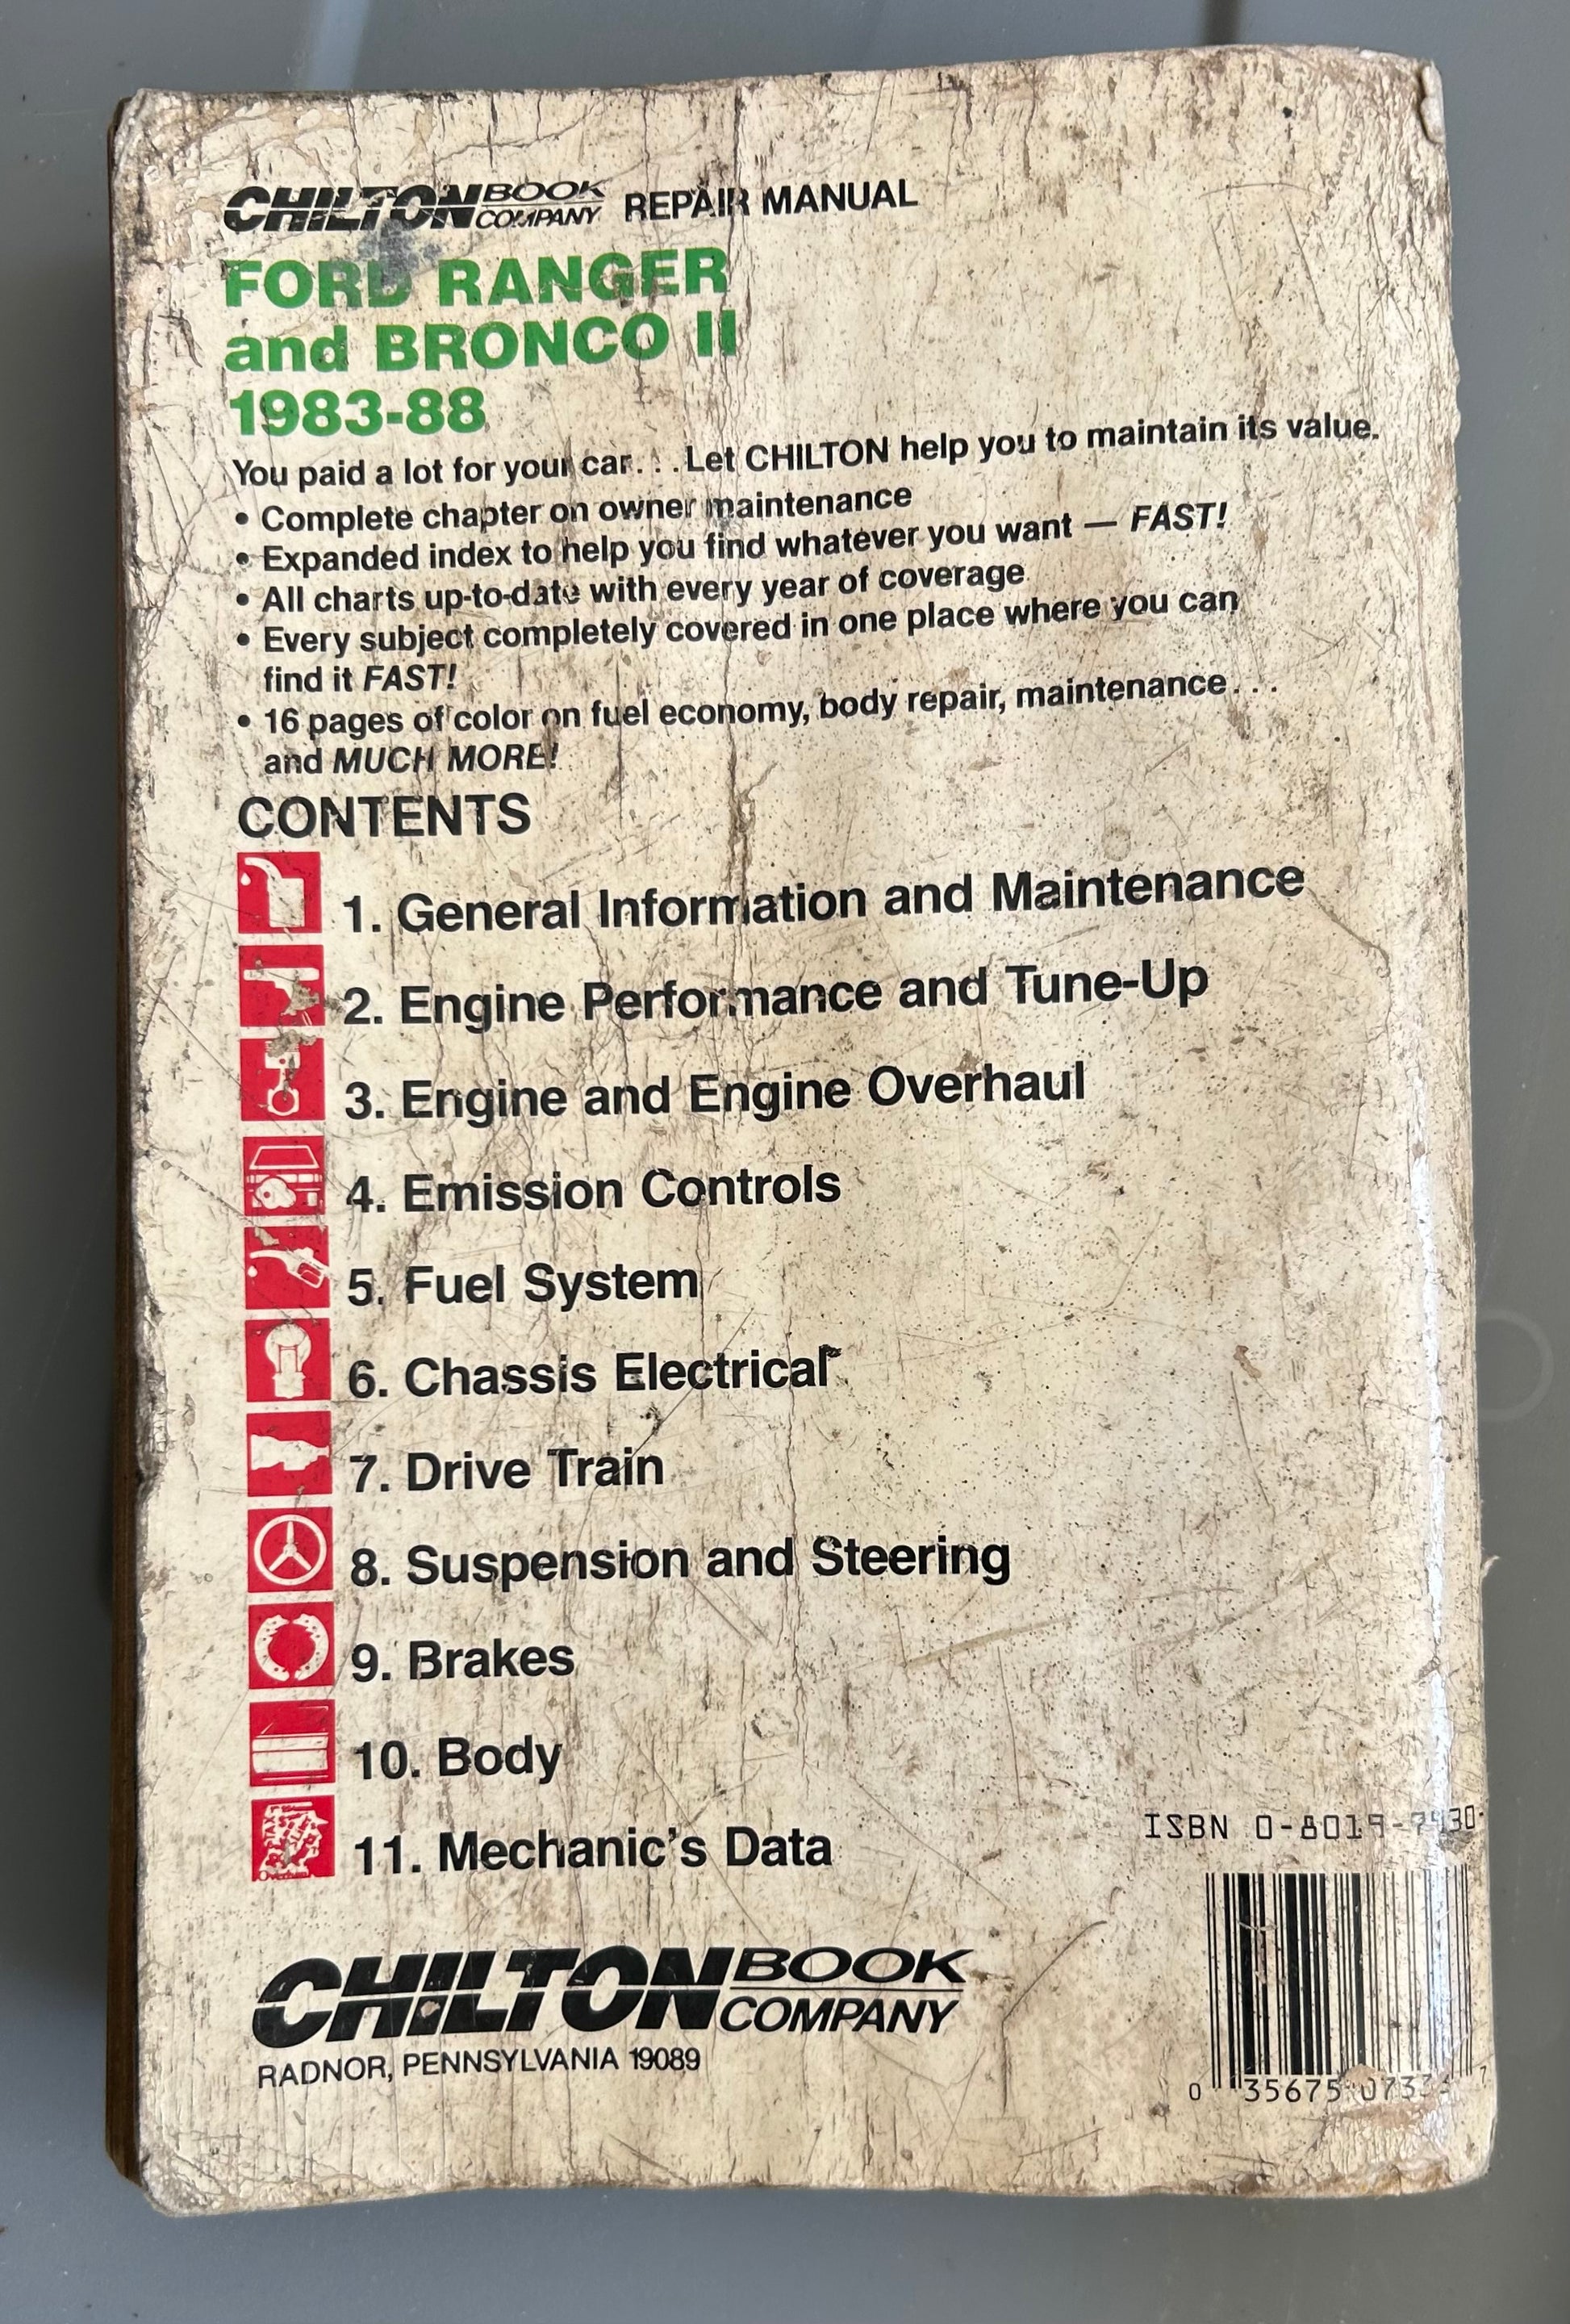 CHILTON BOOK COMPANY REPAIR MANUAL
FORD RANGER
and BRONCO II
1983-88
You paid a lot for your car. . .Let CHILTON help you to maintain its value.
• Complete chapter on owner maintenance
• Expanded index to help you find whatever you want — FAST!
• All charts up-to-date with every year of coverage
• Every subject completely covered in one place where you can
find it FAST!
• 16 pages of color on fuel economy, body repair, maintenance. . .
and MUCH MORE!
CONTENTS
1. General Information and Maintenance
2. Engine Performance and Tune-Up
3. Engine and Engine Overhaul
4. Emission Controls
5. Fuel System
6. Chassis Electrical
7. Drive Train
8. Suspension and Steering
9. Brakes
10. Body
11. Mechanic's Data
ISBN 0-8019-
CHILTON BOOK COMPANY
RADNOR, PENNSYLVANIA 19089
0 35675